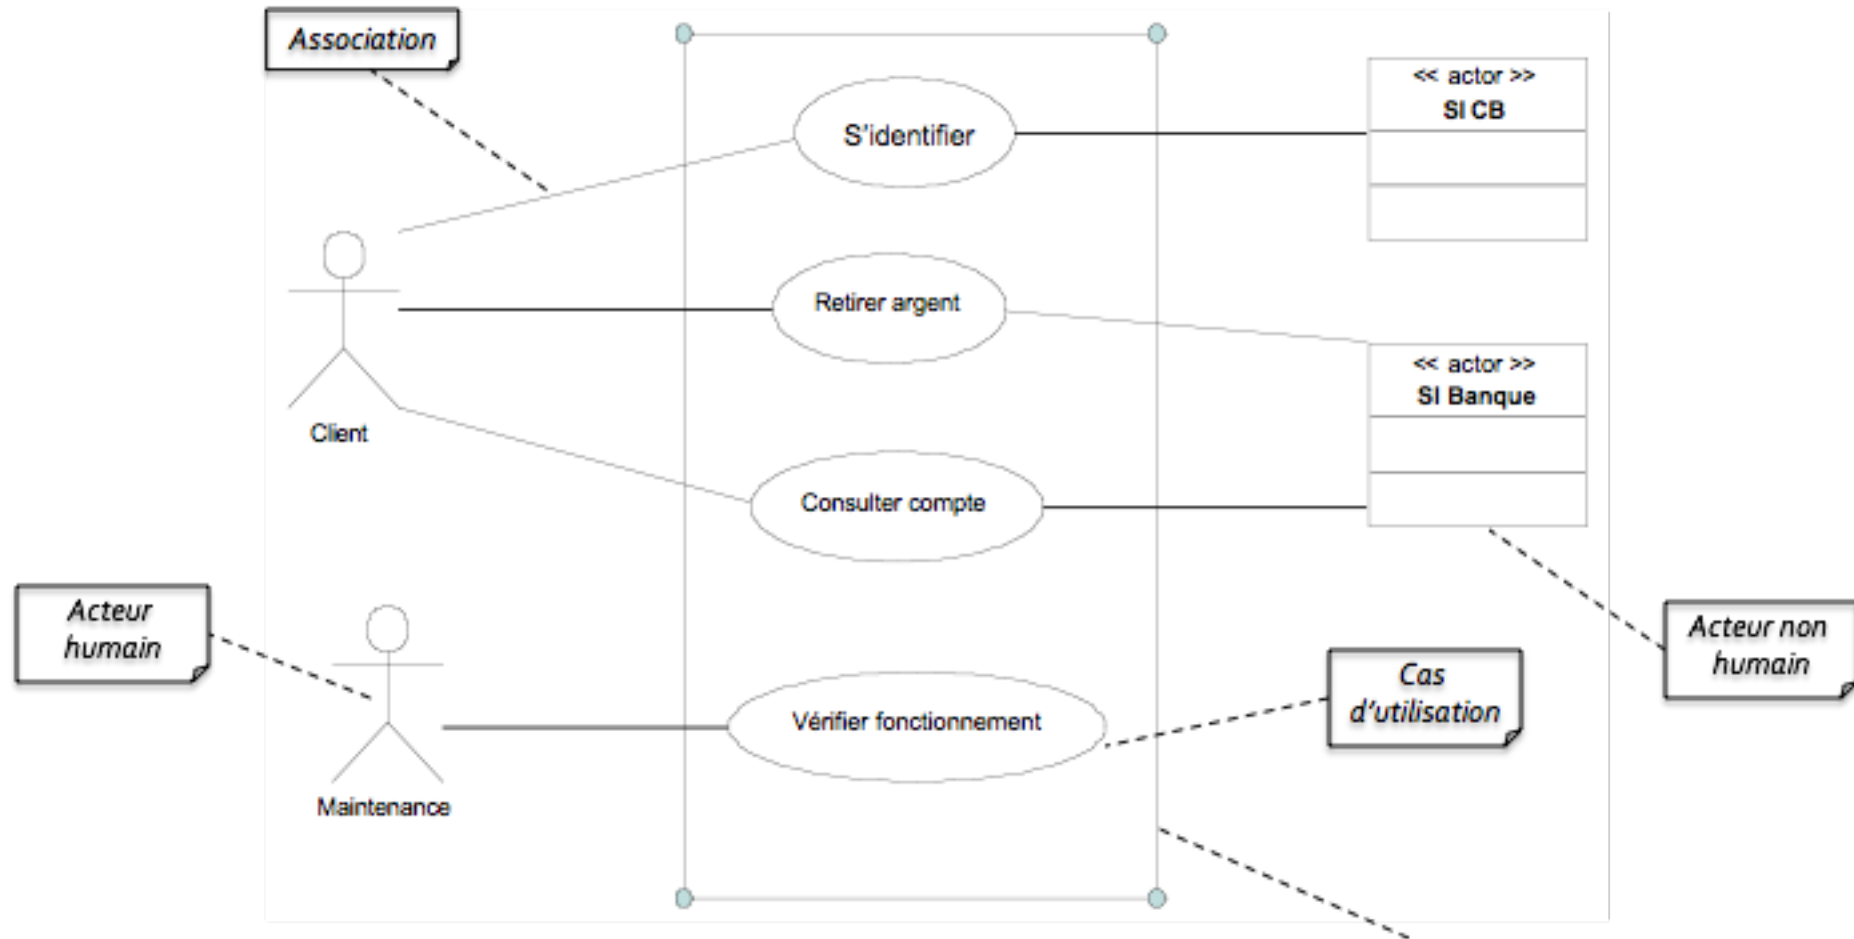 Association
<< actor >>
SI CB
S'identifier
Retirer argent
<< actor >>
SI Banque
Client
Consulter compte
Acteur
humain
Acteur non
humain
Cas
d'utilisation
Vérifier fonctionnement
Maintenance